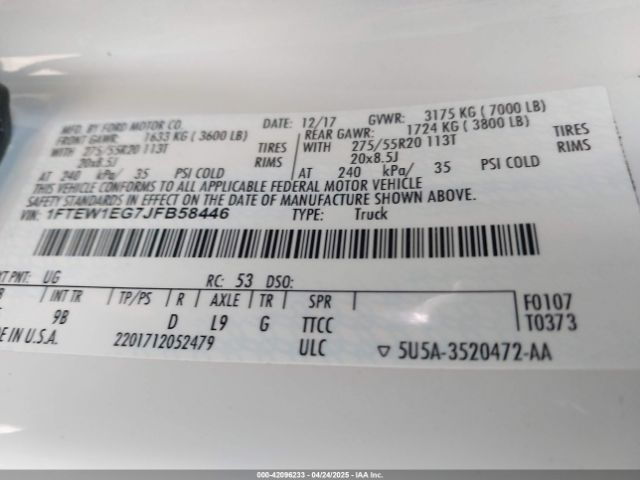 MFD. BY FORD MOTOR CO.
DATE: 12/17 GVWR: 3175 KG ( 7000 LB)
FRONT GAWR: 1633 KG ( 3600 LB)
REAR GAWR: 1724 KG ( 3800 LB)
WITH 275/55R20 113T TIRES
WITH 275/55R20 113T TIRES
20x8.5J RIMS
20x8.5J RIMS
AT 240 kPa/ 35 PSI COLD
AT 240 kPa/ 35 PSI COLD
THIS VEHICLE CONFORMS TO ALL APPLICABLE FEDERAL MOTOR VEHICLE
SAFETY STANDARDS IN EFFECT ON THE DATE OF MANUFACTURE SHOWN ABOVE
VIN: 1FTEW1EG7JFB58446 TYPE: Truck
PNT: UG RC: 53 DSO:
INT TR TP/PS R AXLE TR SPR F0107
9B D L9 G TTCC T0373
IN U.S.A. 2201712052479 ULC ▽ 5U5A-3520472-AA
000-42096233 - 04/24/2025 - IAA, Inc.